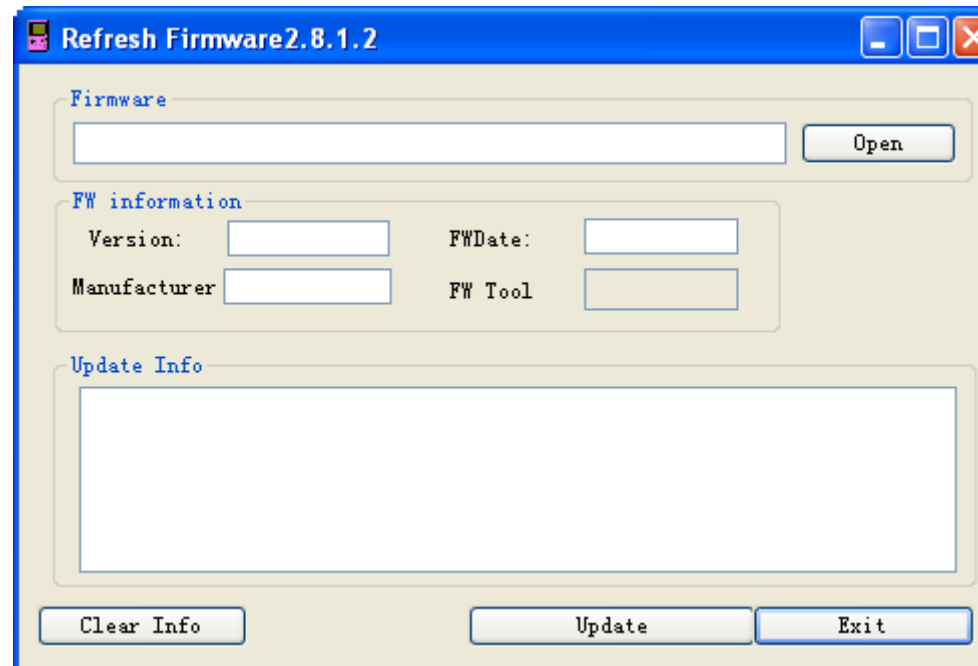 Refresh Firmware2.8.1.2
Firmware
Open
FW information
Version:
FWDate:
Manufacturer
FW Tool
Update Info
Clear Info
Update
Exit